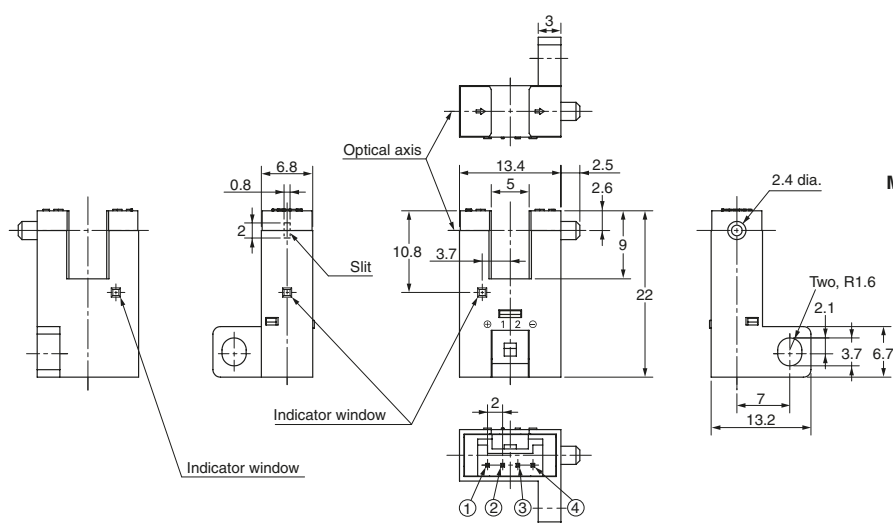 3
Optical axis
6.8
13.4
2.5
0.8
5
2.6
2.4 dia.
M
2
10.8
3.7
9
Slit
22
Two, R1.6
2.1
⊕ 1 2 ⊖
3.7
6.7
7
13.2
2
Indicator window
Indicator window
① ② ③ ④